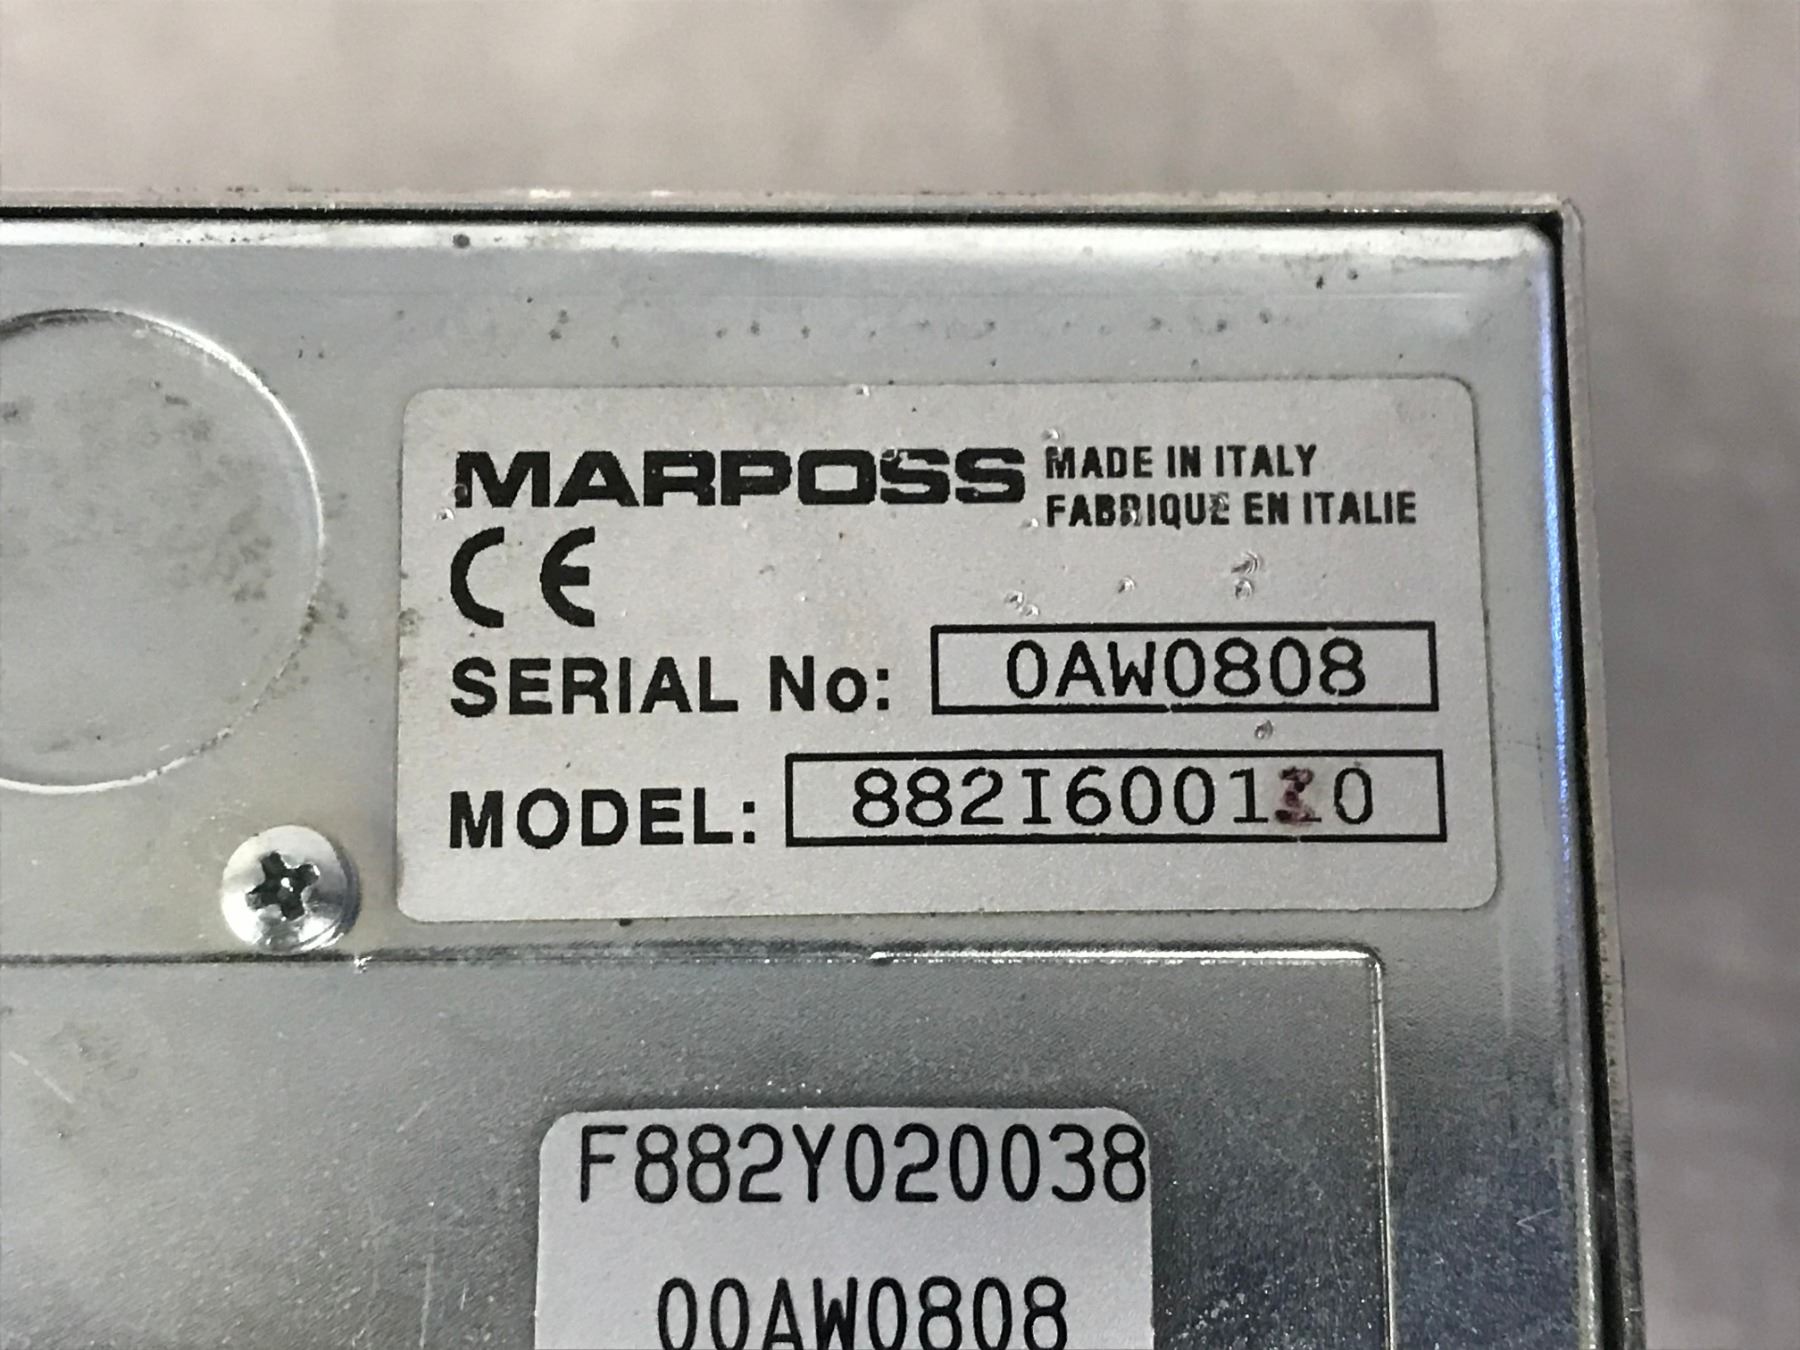 MARPOSS
MADE IN ITALY
FABRIQUE EN ITALIE
CE
SERIAL No: 0AW0808
MODEL:
F882Y020038
00AW0808